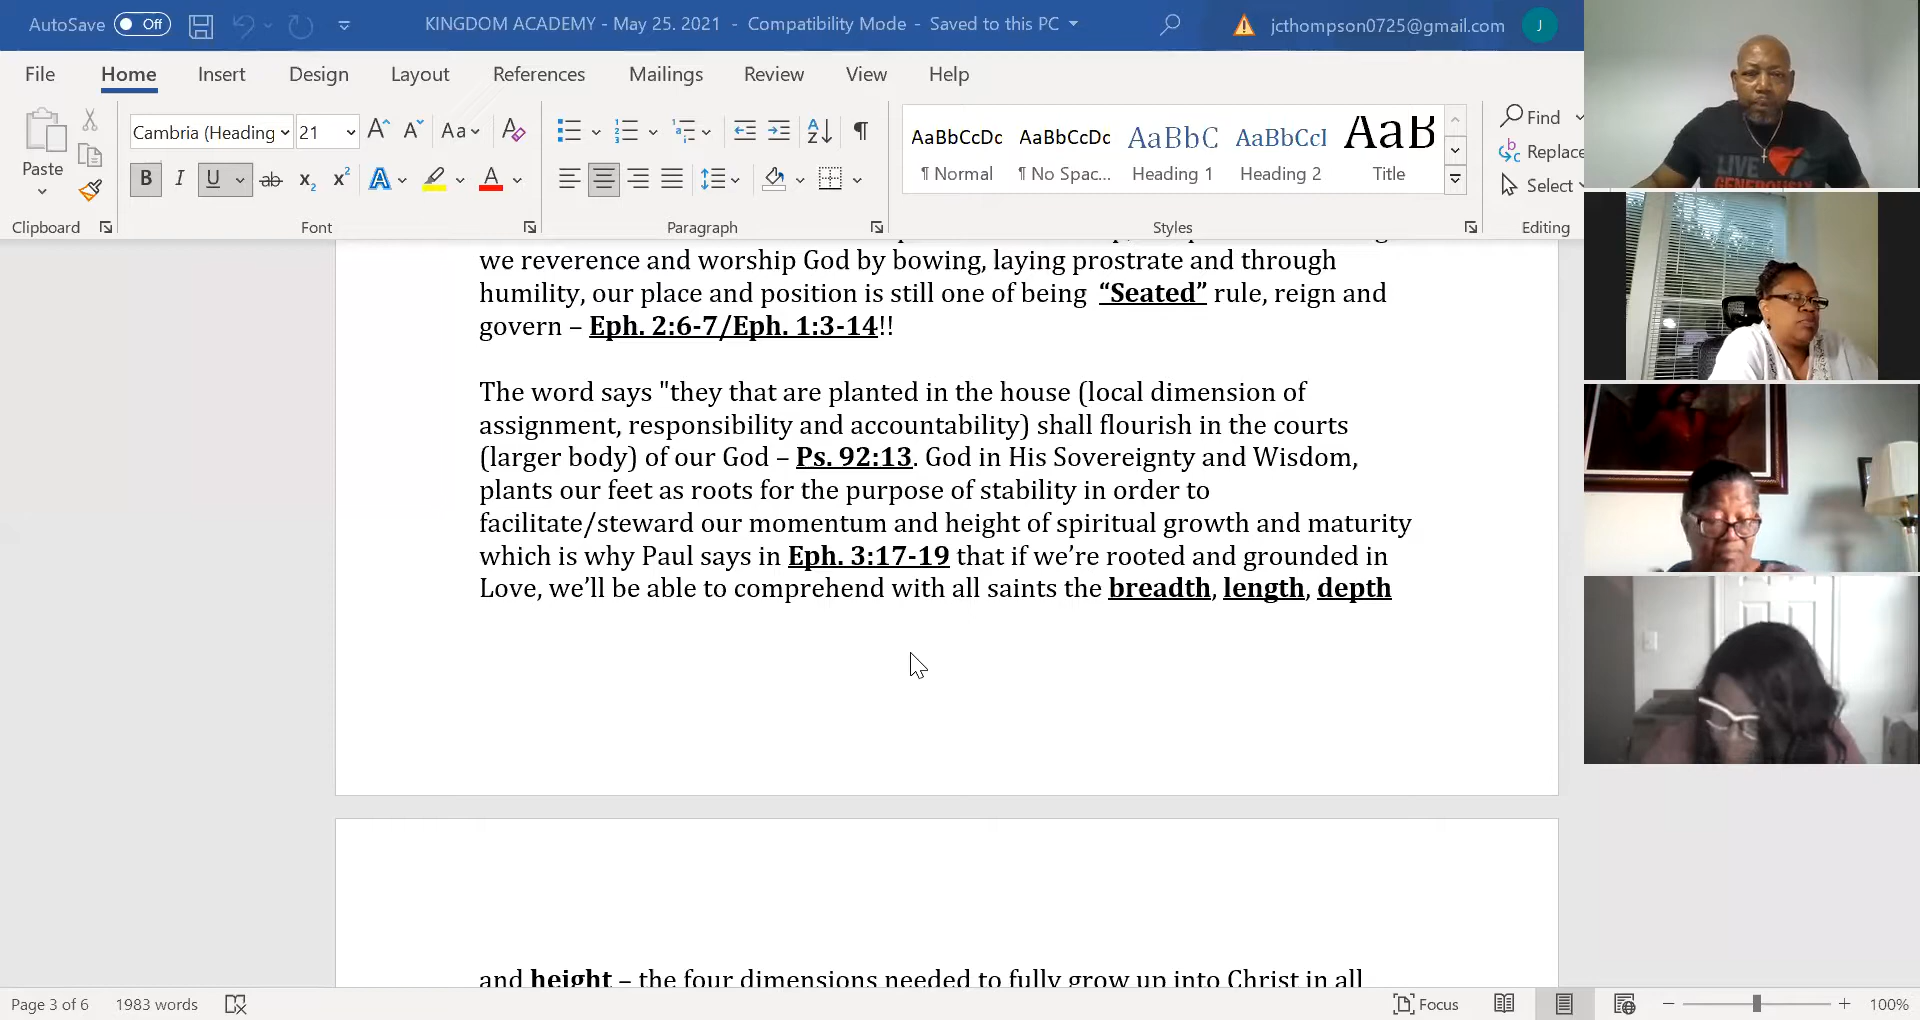 AutoSave Off KINGDOM ACADEMY - May 25. 2021 - Compatibility Mode - Saved to this PC jcthompson0725@gmail.com J
File Home Insert Design Layout References Mailings Review View Help
Cambria (Heading 21 Aa AaBbCcDc AaBbCcDc AaBbC AaBbCcI AaB Find
Paste ¶ Normal ¶ No Spac... Heading 1 Heading 2 Title Replace
B I U ab x2 x2 A A Select
Clipboard Font Paragraph Styles Editing
we reverence and worship God by bowing, laying prostrate and through
humility, our place and position is still one of being “Seated” rule, reign and
govern – Eph. 2:6-7/Eph. 1:3-14!!
The word says "they that are planted in the house (local dimension of
assignment, responsibility and accountability) shall flourish in the courts
(larger body) of our God – Ps. 92:13. God in His Sovereignty and Wisdom,
plants our feet as roots for the purpose of stability in order to
facilitate/steward our momentum and height of spiritual growth and maturity
which is why Paul says in Eph. 3:17-19 that if we’re rooted and grounded in
Love, we’ll be able to comprehend with all saints the breadth, length, depth
and height – the four dimensions needed to fully grow up into Christ in all
Page 3 of 6 1983 words Focus 100%
LIVE
GENEROUSLY